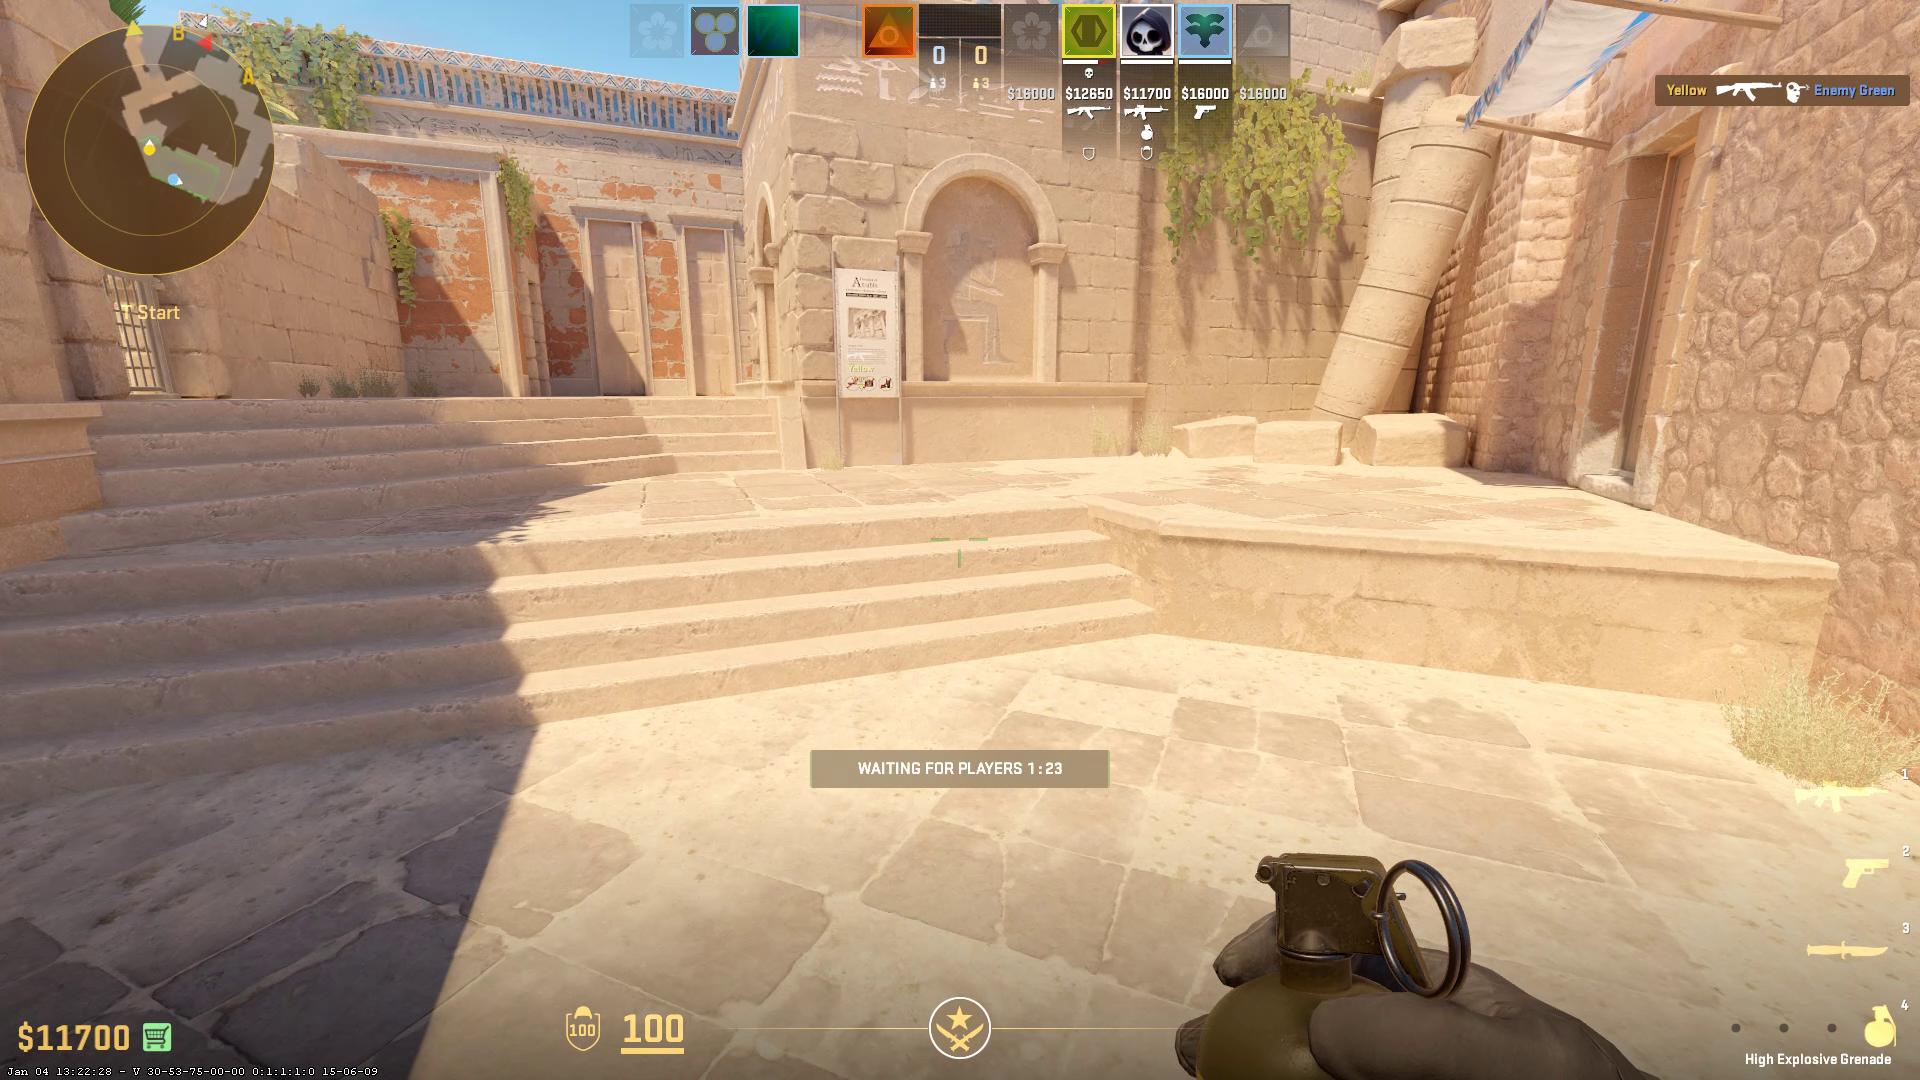 B
A
T Start
0
0
3
3
$16000
$12650
$11700
$16000
$16000
Yellow
Enemy Green
Anubis
Yellow
WAITING FOR PLAYERS 1:23
1
2
3
4
High Explosive Grenade
$11700
100
100
Jan 04 13:22:28 - V 30-53-75-00-00 0:1:1:1:0 15-06-09